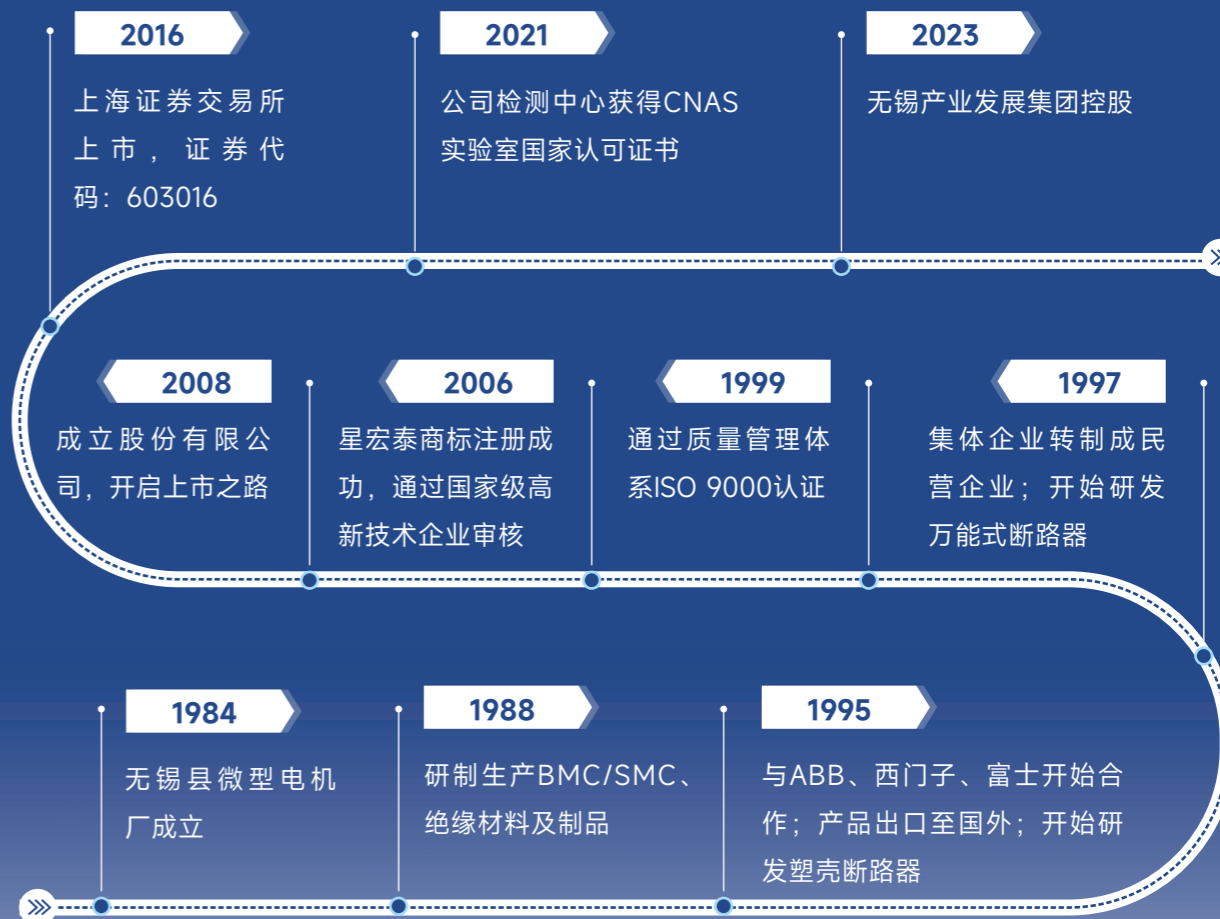 2016
上海证券交易所
上市，证券代
码：603016
2021
公司检测中心获得CNAS
实验室国家认可证书
2023
无锡产业发展集团控股
2008
成立股份有限公
司，开启上市之路
2006
星宏泰商标注册成
功，通过国家级高
新技术企业审核
1999
通过质量管理体
系ISO 9000认证
1997
集体企业转制成民
营企业；开始研发
万能式断路器
1984
无锡县微型电机
厂成立
1988
研制生产BMC/SMC、
绝缘材料及制品
1995
与ABB、西门子、富士开始合
作；产品出口至国外；开始研
发塑壳断路器